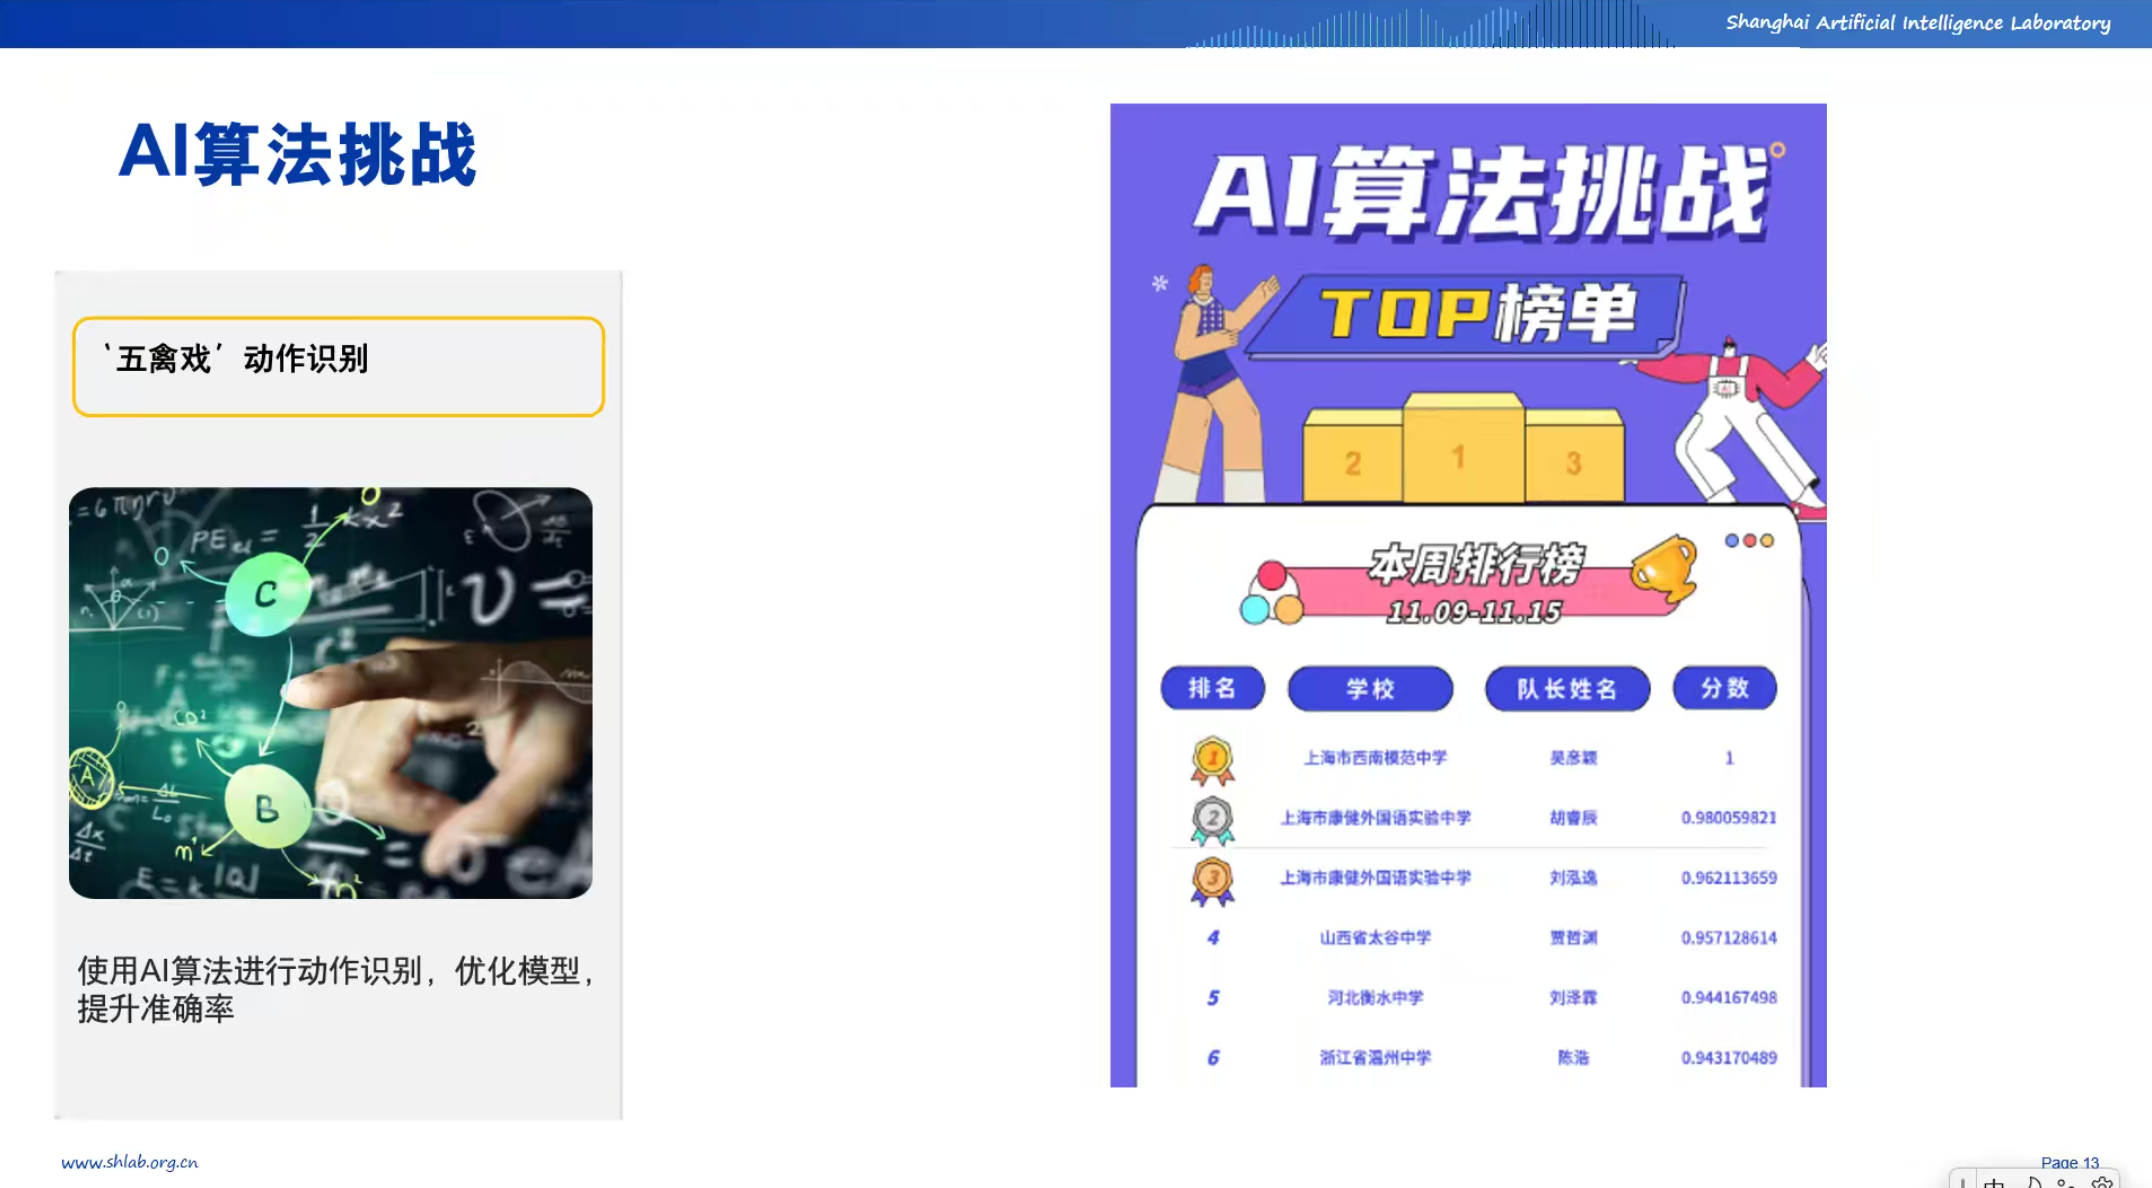 Shanghai Artificial Intelligence Laboratory
AI算法挑战
‵五禽戏′ 动作识别
C
B
A
使用AI算法进行动作识别，优化模型，
提升准确率
AI算法挑战
TOP榜单
2 1 3
本周排行榜
11.09-11.15
排名 学校 队长姓名 分数
1 上海市西南模范中学 吴彦颖 1
2 上海市康健外国语实验中学 胡睿辰 0.980059821
3 上海市康健外国语实验中学 刘泓逸 0.962113659
4 山西省太谷中学 贾哲渊 0.957128614
5 河北衡水中学 刘泽霖 0.944167498
6 浙江省温州中学 陈浩 0.943170489
www.shlab.org.cn
Page 13
中